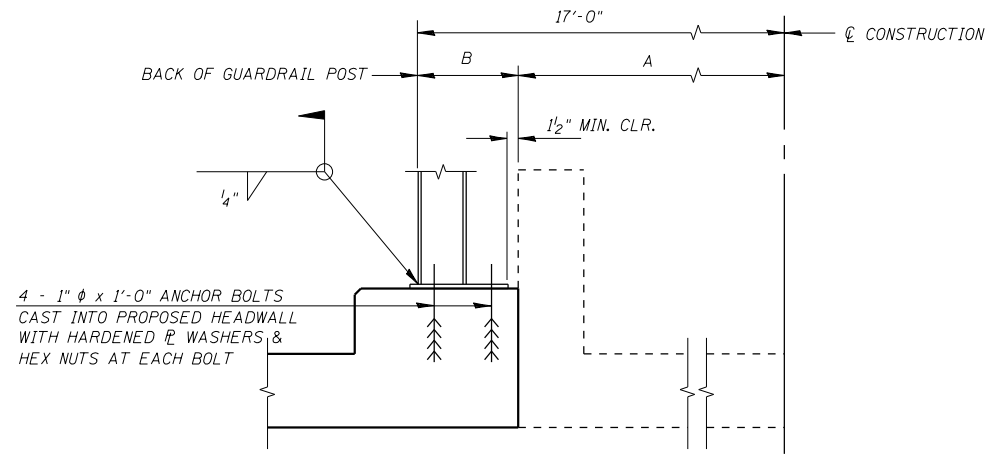 17'-0"
℄ CONSTRUCTION
BACK OF GUARDRAIL POST
B
A
1½" MIN. CLR.
¼"
4 - 1" ϕ x 1'-0" ANCHOR BOLTS
CAST INTO PROPOSED HEADWALL
WITH HARDENED ⅊ WASHERS &
HEX NUTS AT EACH BOLT